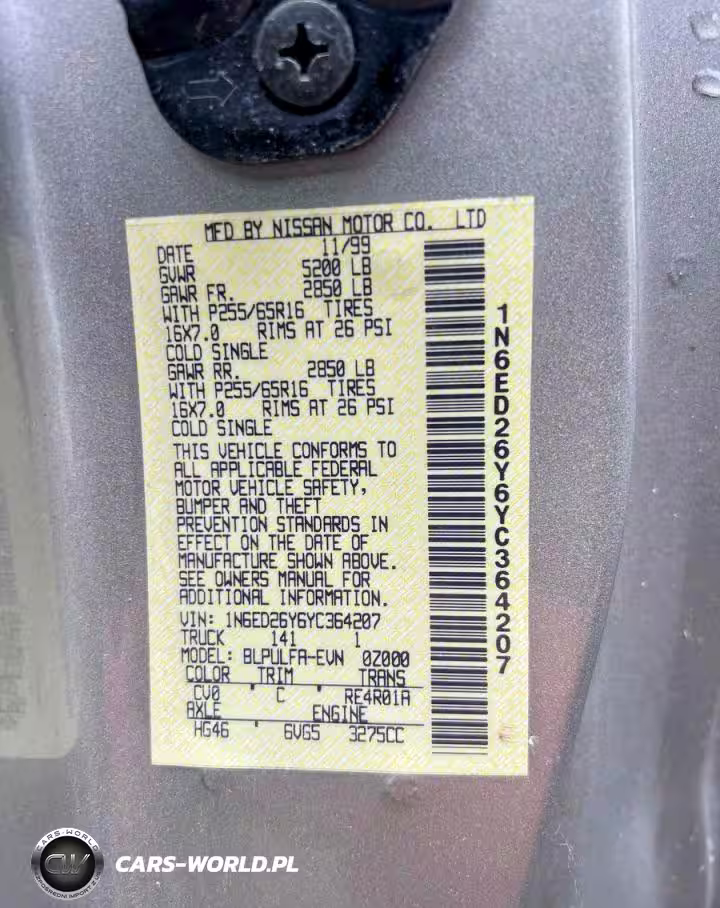 MFD BY NISSAN MOTOR CO. LTD
DATE 11/99
GVWR 5200 LB
GAWR FR. 2850 LB
WITH P255/65R16 TIRES
16X7.0 RIMS AT 26 PSI
COLD SINGLE
GAWR RR. 2850 LB
WITH P255/65R16 TIRES
16X7.0 RIMS AT 26 PSI
COLD SINGLE
THIS VEHICLE CONFORMS TO
ALL APPLICABLE FEDERAL
MOTOR VEHICLE SAFETY,
BUMPER AND THEFT
PREVENTION STANDARDS IN
EFFECT ON THE DATE OF
MANUFACTURE SHOWN ABOVE.
SEE OWNERS MANUAL FOR
ADDITIONAL INFORMATION.
VIN: 1N6ED26Y6YC364207
TRUCK 141 1
MODEL: BLPULFA-EVN 0Z000
COLOR TRIM TRANS
CV0 ' C ' RE4R01A
AXLE ENGINE
HG46 ' 6VG5 3275CC
1N6ED26Y6YC364207
CARS-WORLD
CW
CARS-WORLD.PL